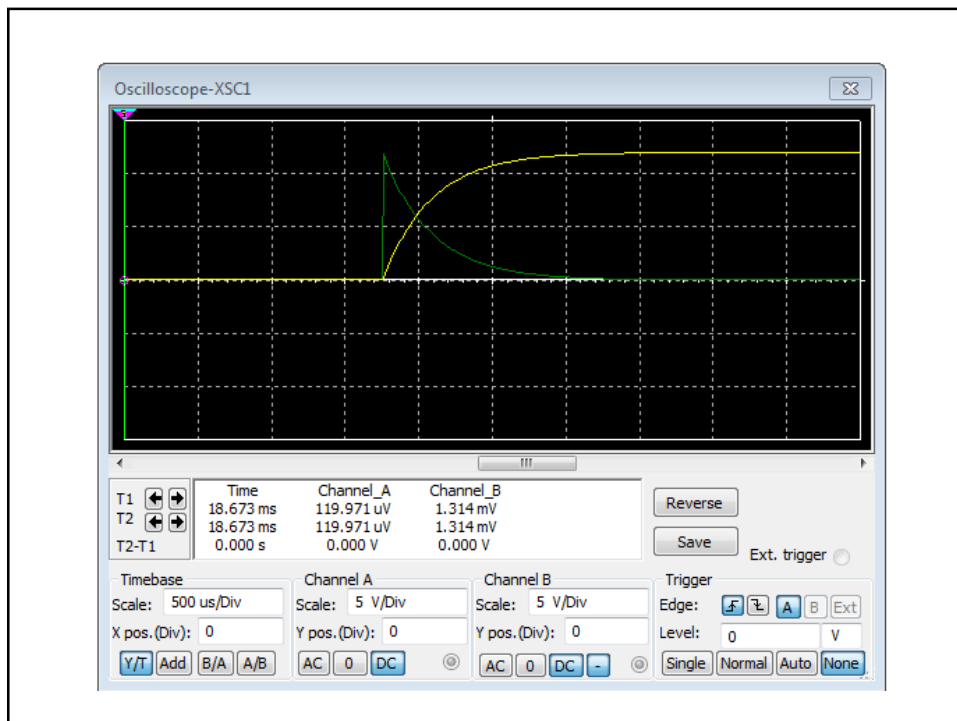 Oscilloscope-XSC1
T1
T2
T2-T1
Time Channel_A Channel_B
18.673 ms 119.971 uV 1.314 mV
18.673 ms 119.971 uV 1.314 mV
0.000 s 0.000 V 0.000 V
Reverse
Save
Ext. trigger
Timebase
Scale: 500 us/Div
X pos.(Div): 0
Y/T Add B/A A/B
Channel A
Scale: 5 V/Div
Y pos.(Div): 0
AC 0 DC
Channel B
Scale: 5 V/Div
Y pos.(Div): 0
AC 0 DC -
Trigger
Edge: A B Ext
Level: 0 V
Single Normal Auto None